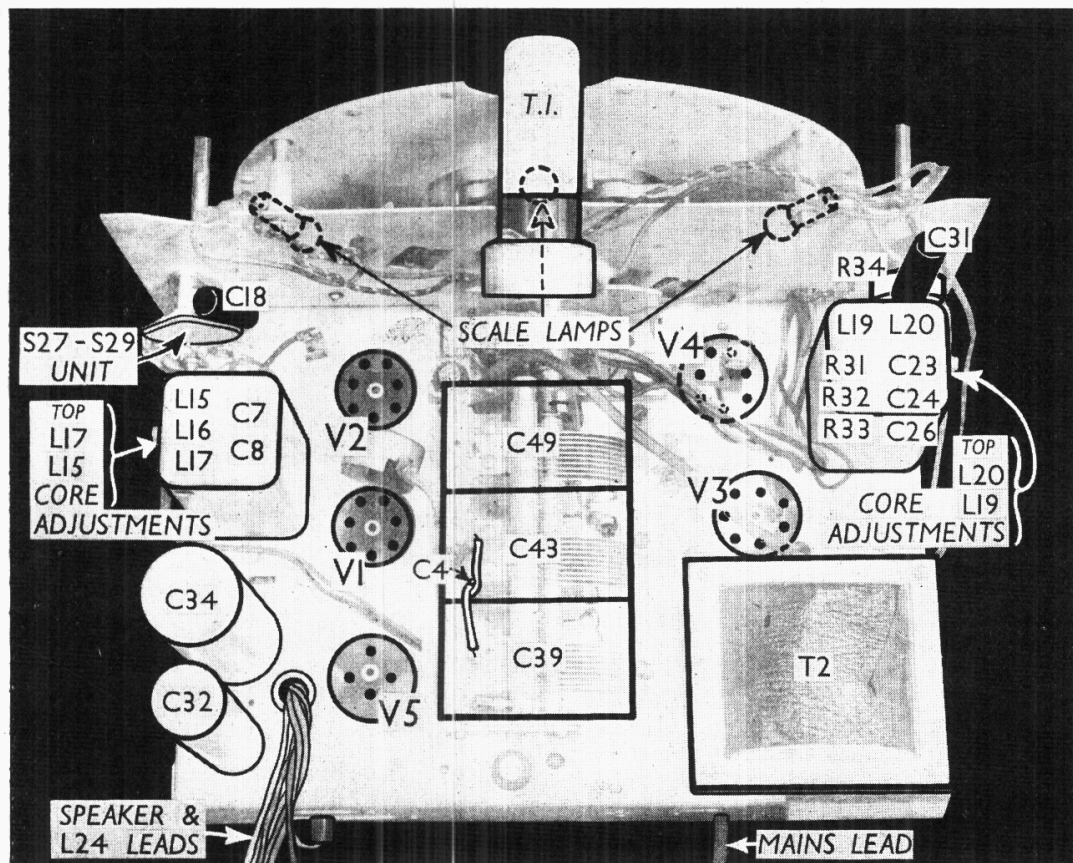 T.I.
C31
R34
C18
SCALE LAMPS
L19 L20
S27-S29
UNIT
V4
R31 C23
R32 C24
R33 C26
L15 C7
L16
L17 C8
TOP
L17
L15
CORE
ADJUSTMENTS
V2
C49
V3
TOP
L20
L19
CORE
ADJUSTMENTS
V1
C4
C43
C34
C39
T2
C32
V5
SPEAKER &
L24 LEADS
MAINS LEAD